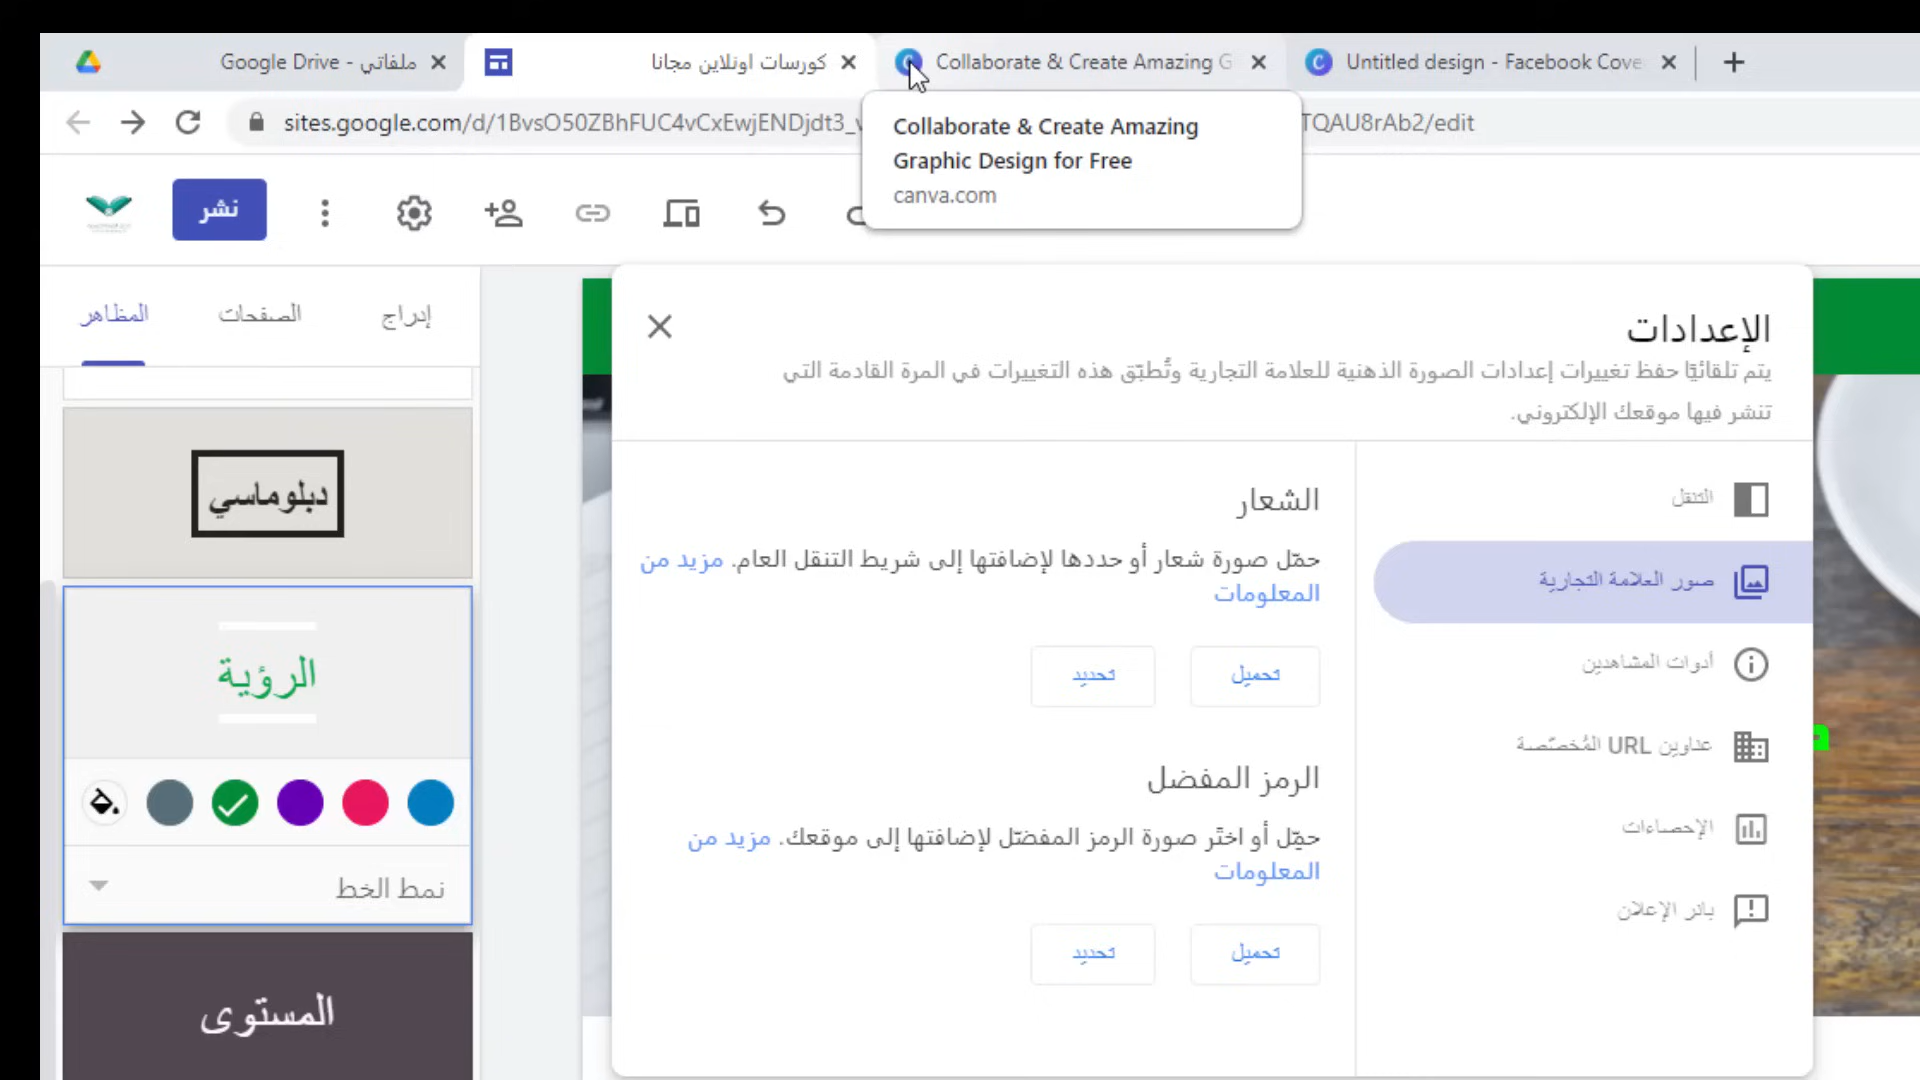 Google Drive - ملفاتي
كورسات اونلاين مجانا
Collaborate & Create Amazing G
Untitled design - Facebook Cove
sites.google.com/d/1BvsO50ZBhFUC4vCxEwjENDjdt3_v
TQAU8rAb2/edit
Collaborate & Create Amazing
Graphic Design for Free
canva.com
نشر
إدراج
الصفحات
المظاهر
دبلوماسي
الرؤية
نمط الخط
المستوى
الإعدادات
يتم تلقائيًا حفظ تغييرات إعدادات الصورة الذهنية للعلامة التجارية وتُطبّق هذه التغييرات في المرة القادمة التي
تنشر فيها موقعك الإلكتروني.
التنقل
صور العلامة التجارية
أدوات المشاهدين
عناوين URL المُخصّصة
الإحصاءات
بانر الإعلان
الشعار
حمّل صورة شعار أو حددها لإضافتها إلى شريط التنقل العام. مزيد من
المعلومات
تحميل
تحديد
الرمز المفضل
حمّل أو اختَر صورة الرمز المفضّل لإضافتها إلى موقعك. مزيد من
المعلومات
تحميل
تحديد